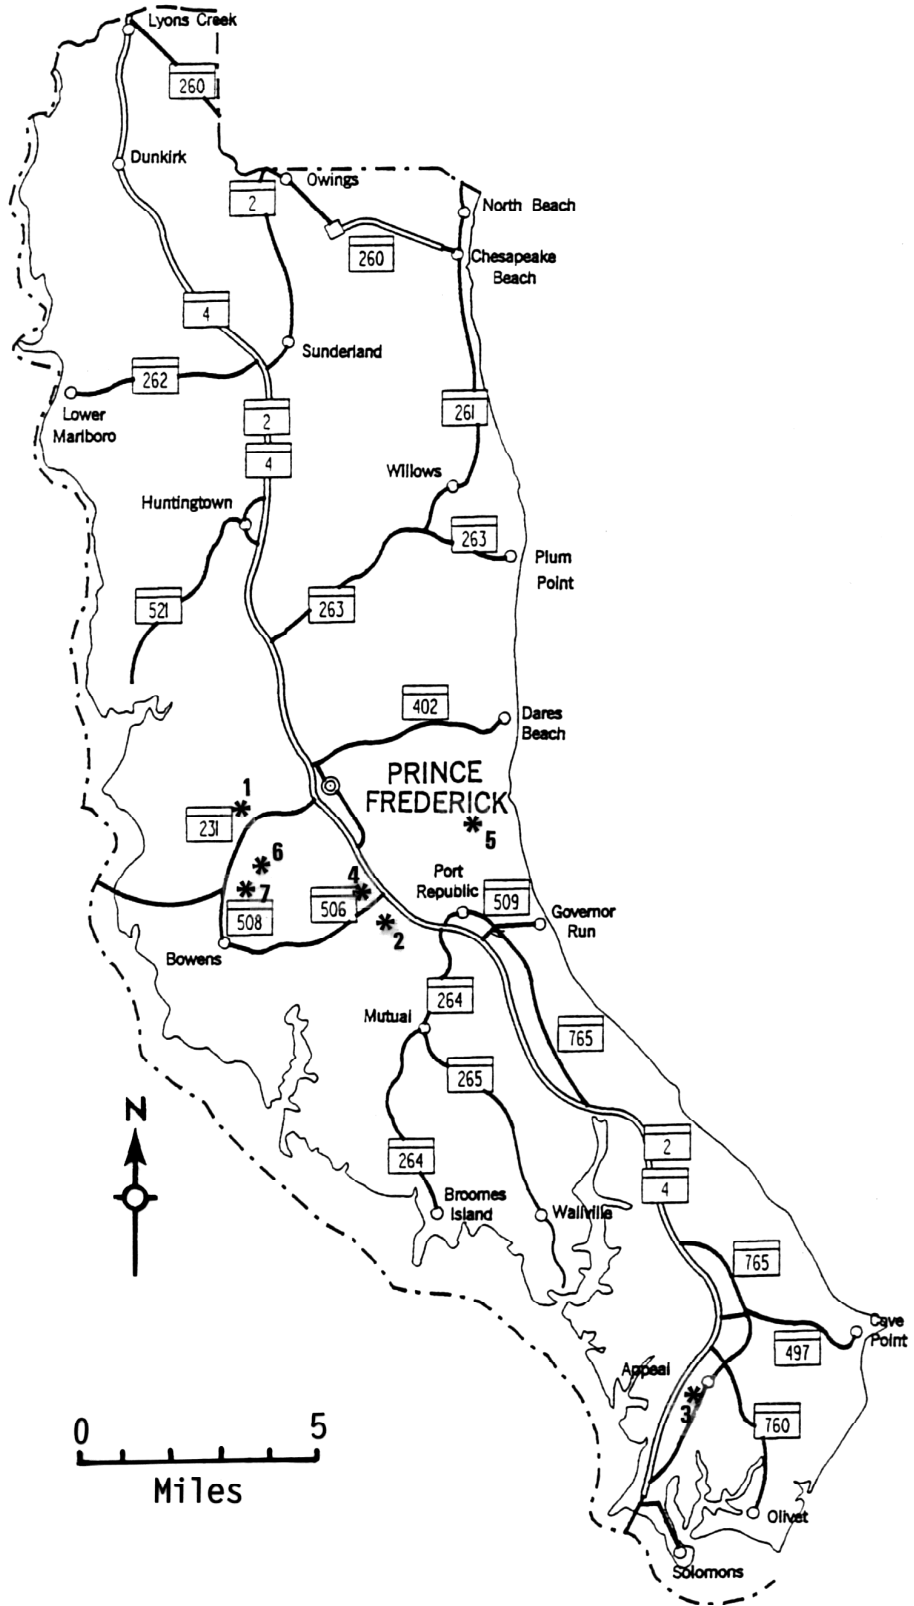 Lyons Creek
260
Dunkirk
Owings
2
North Beach
260
Chesapeake
Beach
4
Sunderland
262
Lower
Marlboro
2
261
4
Willows
Huntingtown
263
Plum
Point
521
263
402
Dares
Beach
PRINCE
FREDERICK
1
231
5
6
4
Port
Republic
7
509
508
506
Governor
Run
2
Bowens
264
Mutual
765
265
N
2
264
4
Broomes
Island
Wallville
765
Cove
Point
497
Appeal
3
760
0 5
Miles
Olivet
Solomons